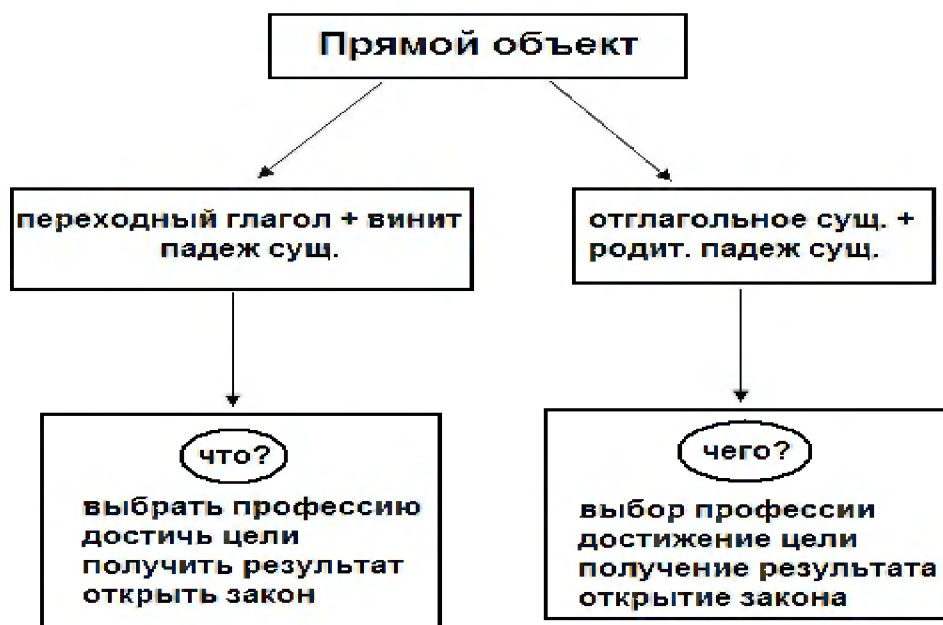 Прямой объект
переходный глагол + винит
падеж сущ.
отглагольное сущ. +
родит. падеж сущ.
что?
выбрать профессию
достичь цели
получить результат
открыть закон
чего?
выбор профессии
достижение цели
получение результата
открытие закона